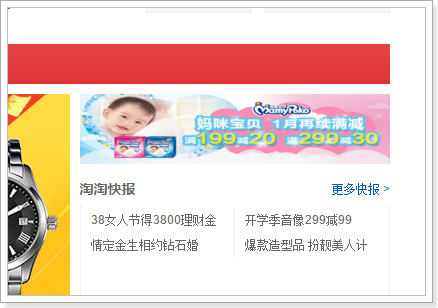 MamyPoko
妈咪宝贝 1月再续满减
满199减20 满299减30
淘淘快报
更多快报 >
38女人节得3800理财金
开学季音像299减99
情定金生相约钻石婚
爆款造型品 扮靓美人计